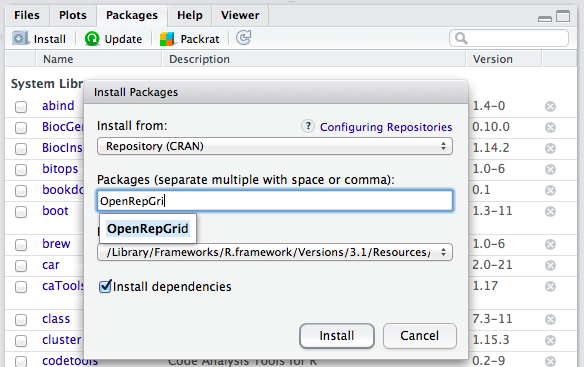 Files Plots Packages Help Viewer
Install Update Packrat
Name Description Version
System Libr
abind 1.4-0
BiocGen 0.10.0
BiocInst 1.14.2
bitops 1.0-6
bookdo 0.1
boot 1.3-11
brew 1.0-6
car 2.0-21
caTools 1.17
class 7.3-11
cluster 1.15.3
codetools Code Analysis Tools for R 0.2-9
Install Packages
Install from: ? Configuring Repositories
Repository (CRAN)
Packages (separate multiple with space or comma):
OpenRepGri
OpenRepGrid
/Library/Frameworks/R.framework/Versions/3.1/Resources/
Install dependencies
Install Cancel